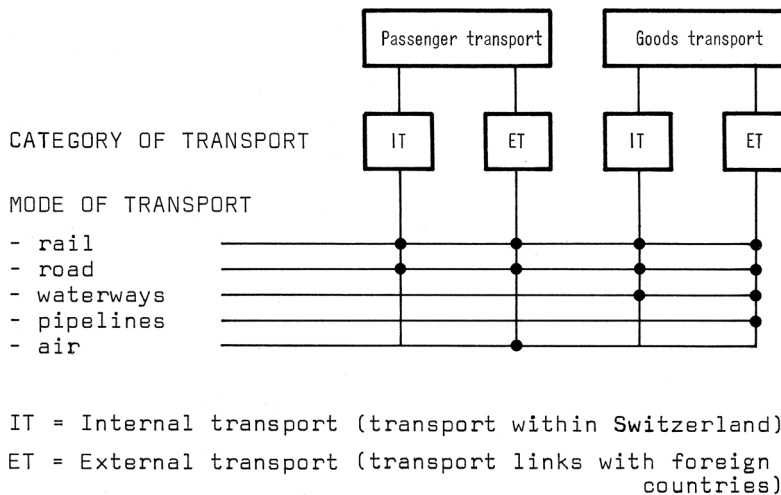 Passenger transport Goods transport
CATEGORY OF TRANSPORT IT ET IT ET
MODE OF TRANSPORT
- rail
- road
- waterways
- pipelines
- air
IT = Internal transport (transport within Switzerland)
ET = External transport (transport links with foreign
countries)